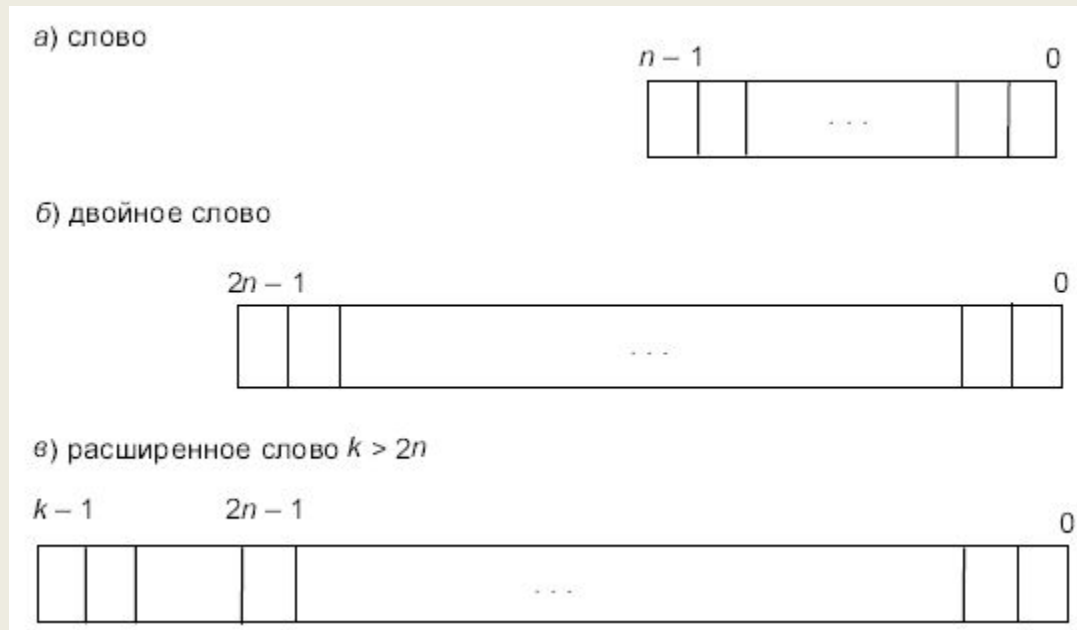 а) слово
n – 1 0
. . .
б) двойное слово
2n – 1 0
. . .
в) расширенное слово k > 2n
k – 1 2n – 1 0
. . .